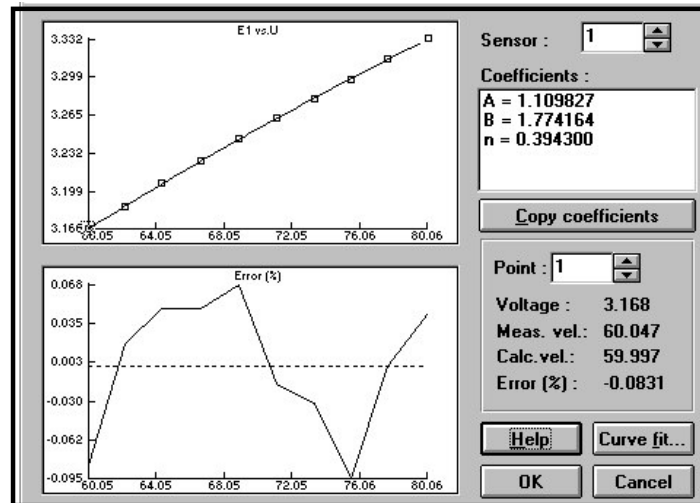 E1 vs.U
3.332
3.299
3.265
3.232
3.199
3.166
60.05 64.05 68.05 72.05 76.06 80.06
Error (%)
0.068
0.035
0.003
-0.030
-0.062
-0.095
60.05 64.05 68.05 72.05 76.06 80.06
Sensor : 1
Coefficients :
A = 1.109827
B = 1.774164
n = 0.394300
Copy coefficients
Point : 1
Voltage : 3.168
Meas. vel.: 60.047
Calc.vel.: 59.997
Error (%) : -0.0831
Help Curve fit...
OK Cancel